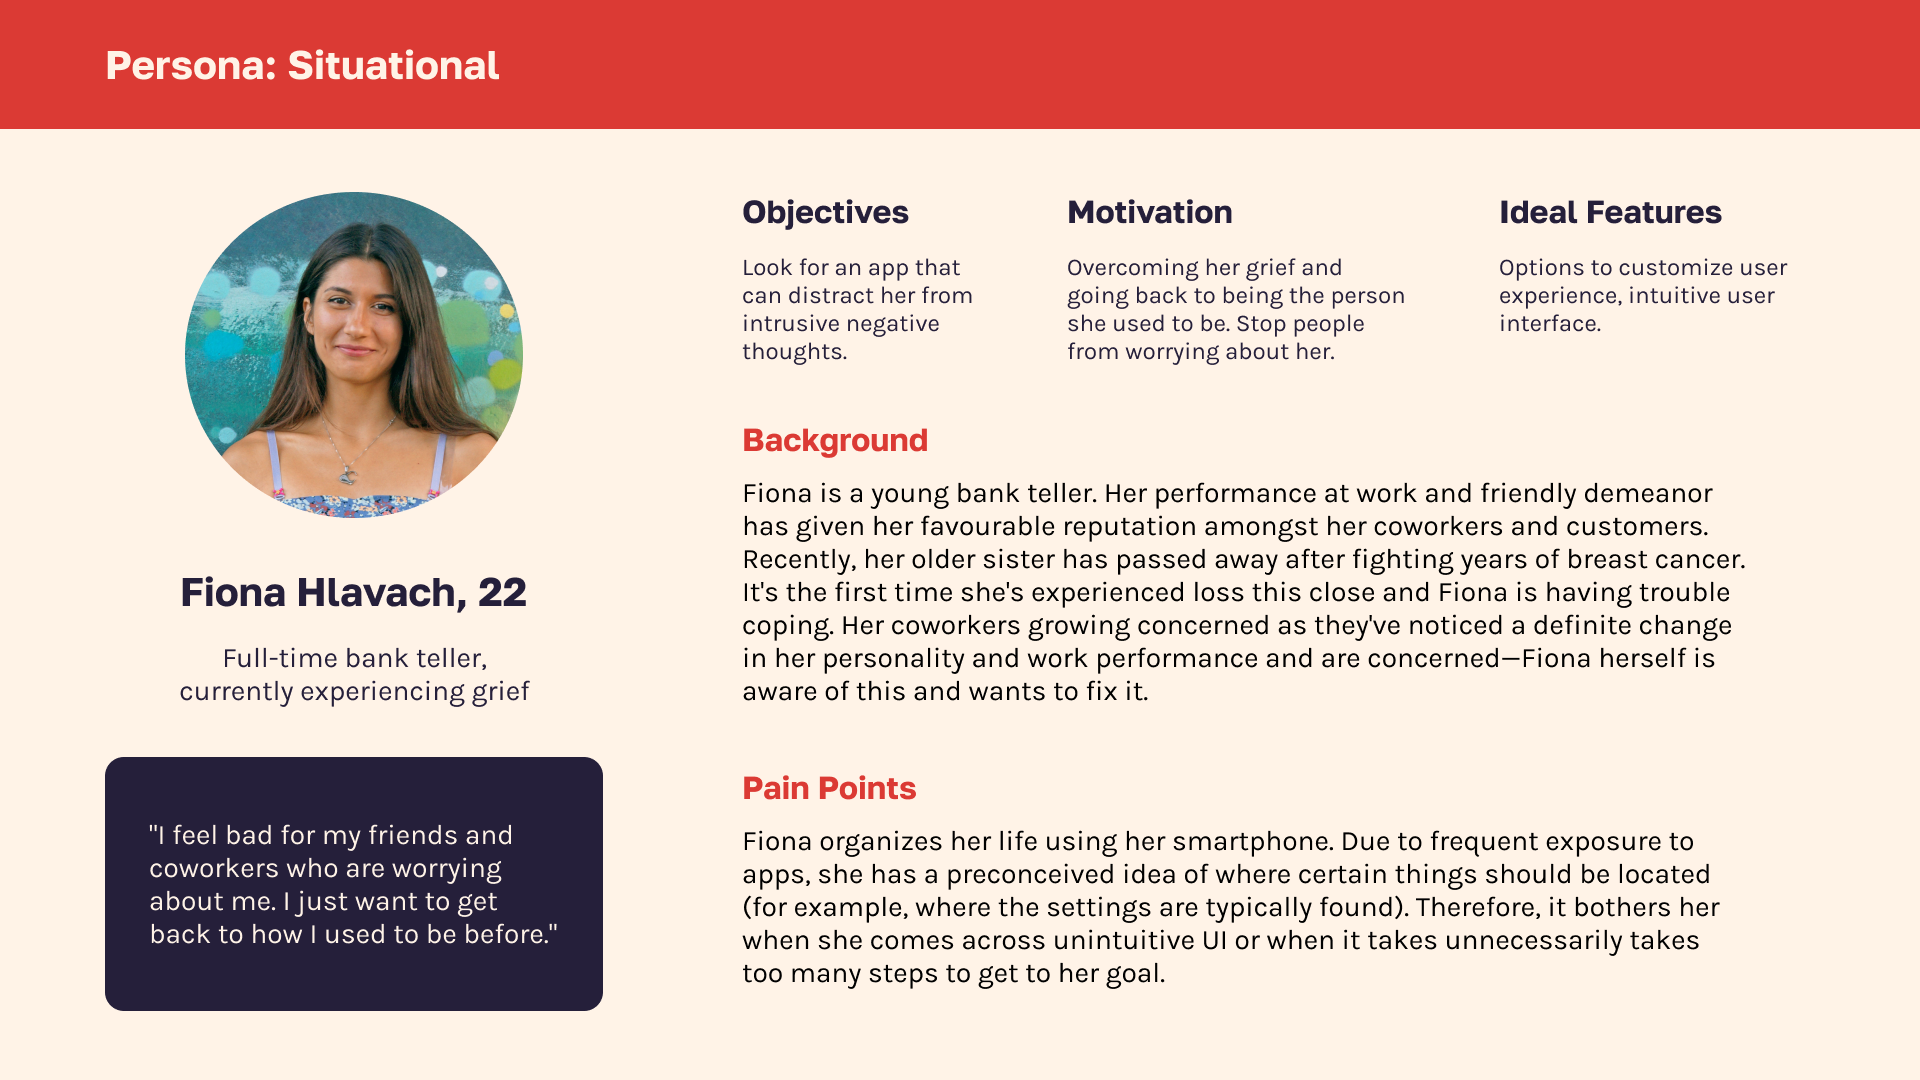 Persona: Situational
Fiona Hlavach, 22
Full-time bank teller,
currently experiencing grief
"I feel bad for my friends and
coworkers who are worrying
about me. I just want to get
back to how I used to be before."
Objectives
Look for an app that
can distract her from
intrusive negative
thoughts.
Motivation
Overcoming her grief and
going back to being the person
she used to be. Stop people
from worrying about her.
Ideal Features
Options to customize user
experience, intuitive user
interface.
Background
Fiona is a young bank teller. Her performance at work and friendly demeanor
has given her favourable reputation amongst her coworkers and customers.
Recently, her older sister has passed away after fighting years of breast cancer.
It's the first time she's experienced loss this close and Fiona is having trouble
coping. Her coworkers growing concerned as they've noticed a definite change
in her personality and work performance and are concerned—Fiona herself is
aware of this and wants to fix it.
Pain Points
Fiona organizes her life using her smartphone. Due to frequent exposure to
apps, she has a preconceived idea of where certain things should be located
(for example, where the settings are typically found). Therefore, it bothers her
when she comes across unintuitive UI or when it takes unnecessarily takes
too many steps to get to her goal.